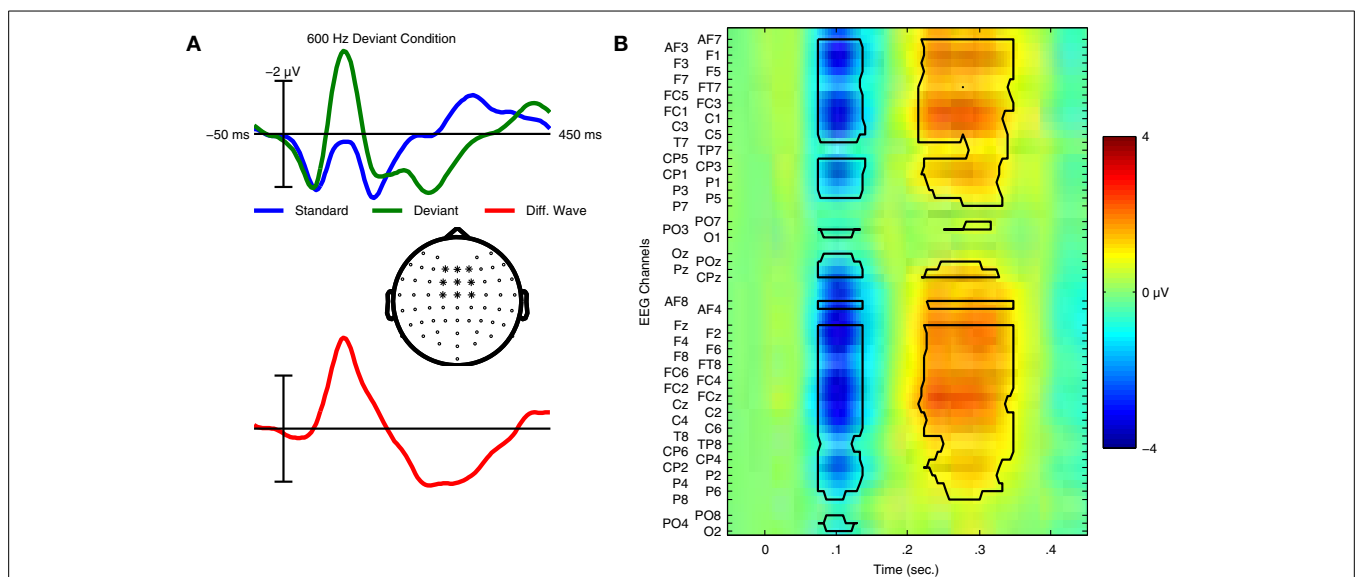 A
600 Hz Deviant Condition
−2 μV
−50 ms
450 ms
Standard
Deviant
Diff. Wave
B
EEG Channels
AF7
AF3
F1
F3
F5
F7
FT7
FC5
FC3
FC1
C1
C3
C5
T7
TP7
CP5
CP3
CP1
P1
P3
P5
P7
PO7
PO3
O1
Oz
POz
Pz
CPz
AF8
AF4
Fz
F2
F4
F6
F8
FT8
FC6
FC4
FC2
FCz
Cz
C2
C4
C6
T8
TP8
CP6
CP4
CP2
P2
P4
P6
P8
PO8
PO4
O2
0
.1
.2
.3
.4
Time (sec.)
4
0 μV
−4